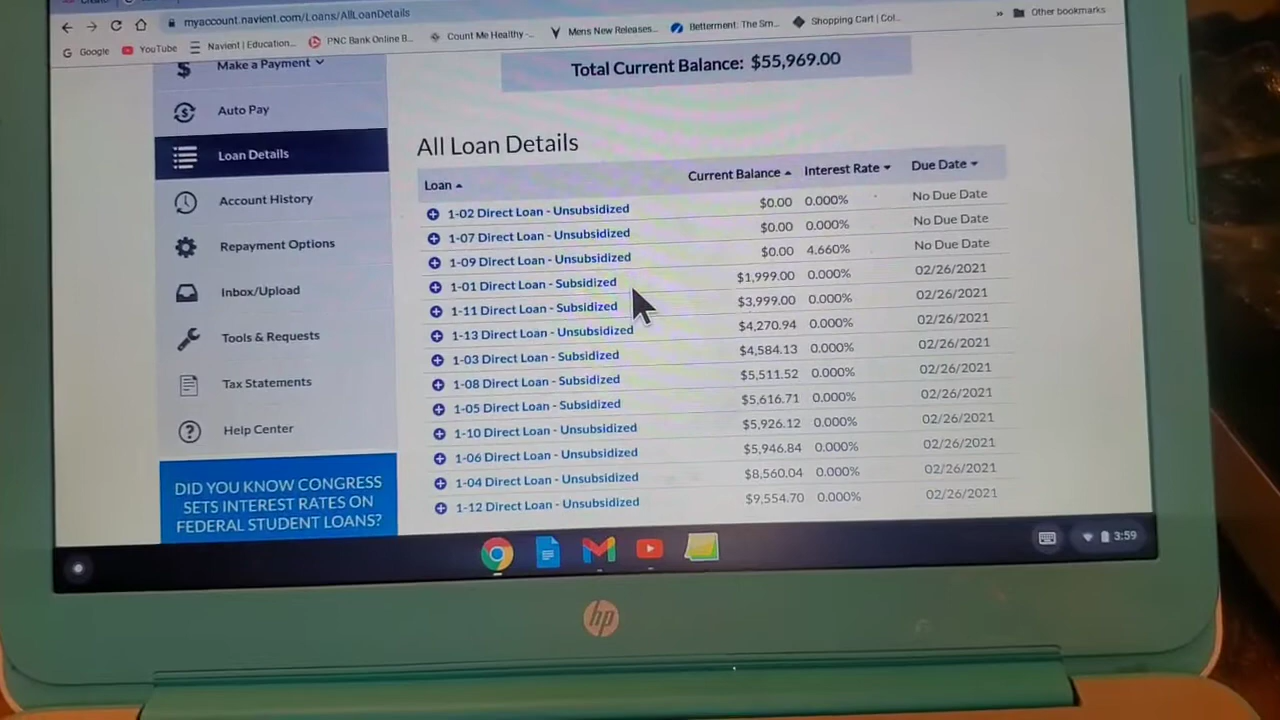 myaccount.navient.com/Loans/AllLoanDetails
Google YouTube Navient | Education... PNC Bank Online B... Count Me Healthy -... Mens New Releases... Betterment: The Sm... Shopping Cart | Col... » Other bookmarks
Make a Payment
Auto Pay
Loan Details
Account History
Repayment Options
Inbox/Upload
Tools & Requests
Tax Statements
Help Center
DID YOU KNOW CONGRESS
SETS INTEREST RATES ON
FEDERAL STUDENT LOANS?
Total Current Balance: $55,969.00
All Loan Details
Loan Current Balance Interest Rate Due Date
1-02 Direct Loan - Unsubsidized $0.00 0.000% No Due Date
1-07 Direct Loan - Unsubsidized $0.00 0.000% No Due Date
1-09 Direct Loan - Unsubsidized $0.00 4.660% No Due Date
1-01 Direct Loan - Subsidized $1,999.00 0.000% 02/26/2021
1-11 Direct Loan - Subsidized $3,999.00 0.000% 02/26/2021
1-13 Direct Loan - Unsubsidized $4,270.94 0.000% 02/26/2021
1-03 Direct Loan - Subsidized $4,584.13 0.000% 02/26/2021
1-08 Direct Loan - Subsidized $5,511.52 0.000% 02/26/2021
1-05 Direct Loan - Subsidized $5,616.71 0.000% 02/26/2021
1-10 Direct Loan - Unsubsidized $5,926.12 0.000% 02/26/2021
1-06 Direct Loan - Unsubsidized $5,946.84 0.000% 02/26/2021
1-04 Direct Loan - Unsubsidized $8,560.04 0.000% 02/26/2021
1-12 Direct Loan - Unsubsidized $9,554.70 0.000% 02/26/2021
3:59
hp